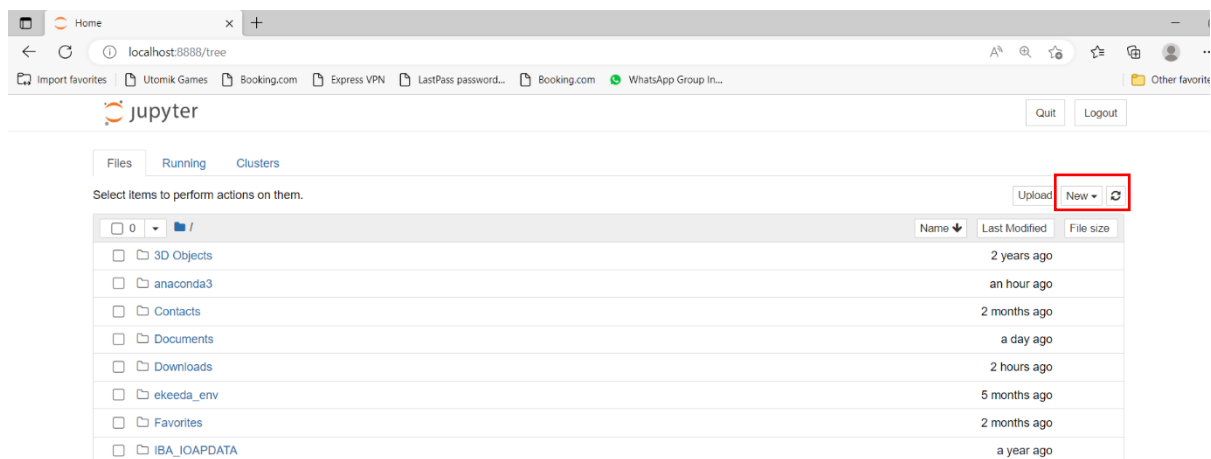 Home
localhost:8888/tree
Import favorites Utomik Games Booking.com Express VPN LastPass password... Booking.com WhatsApp Group In... Other favorite
jupyter Quit Logout
Files Running Clusters
Select items to perform actions on them. Upload New
0 / Name Last Modified File size
3D Objects 2 years ago
anaconda3 an hour ago
Contacts 2 months ago
Documents a day ago
Downloads 2 hours ago
ekeeda_env 5 months ago
Favorites 2 months ago
IBA_IOAPDATA a year ago